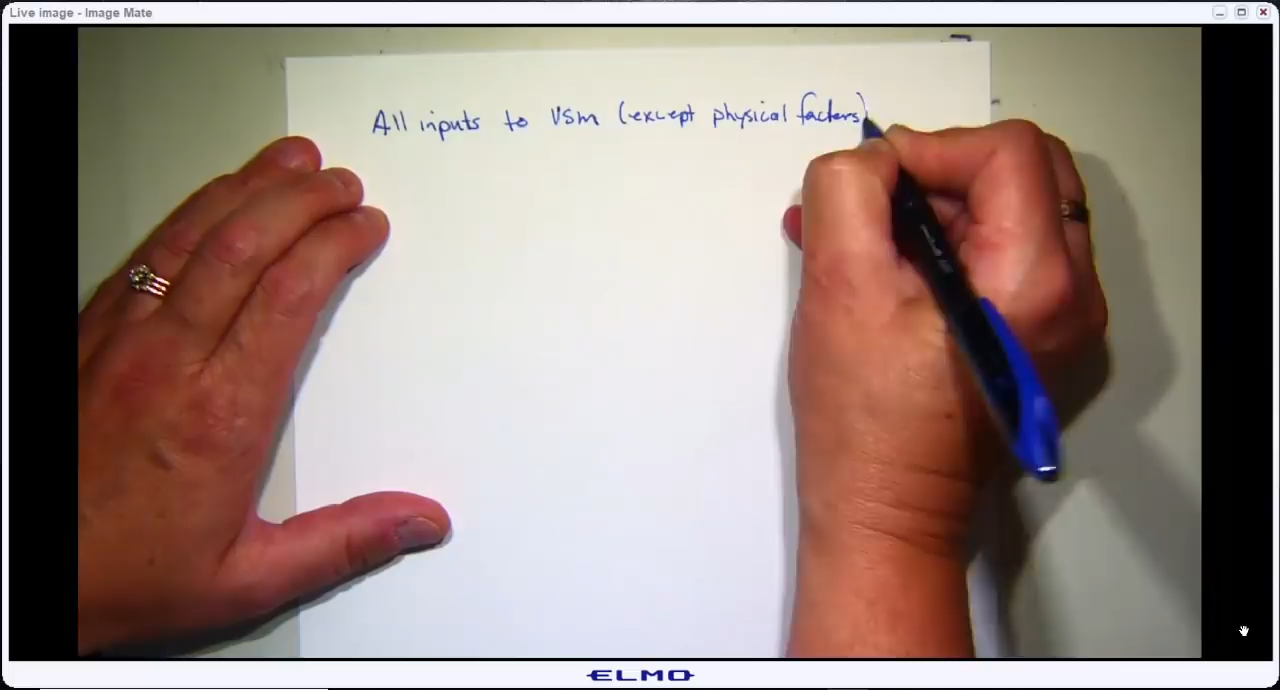 Live image - Image Mate
All inputs to VSM (except physical factors)
ELMO